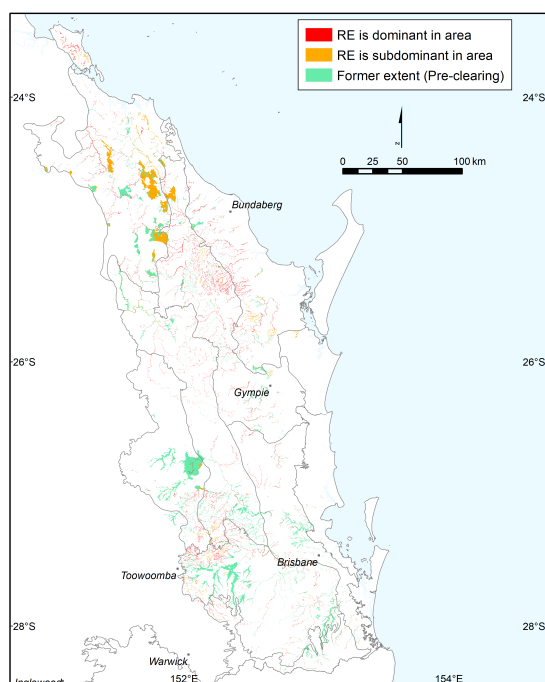 RE is dominant in area
RE is subdominant in area
Former extent (Pre-clearing)
24°S 24°S
N
0 25 50 100 km
Bundaberg
26°S 26°S
Gympie
Brisbane
Toowoomba
28°S 28°S
Warwick
152°E 154°E